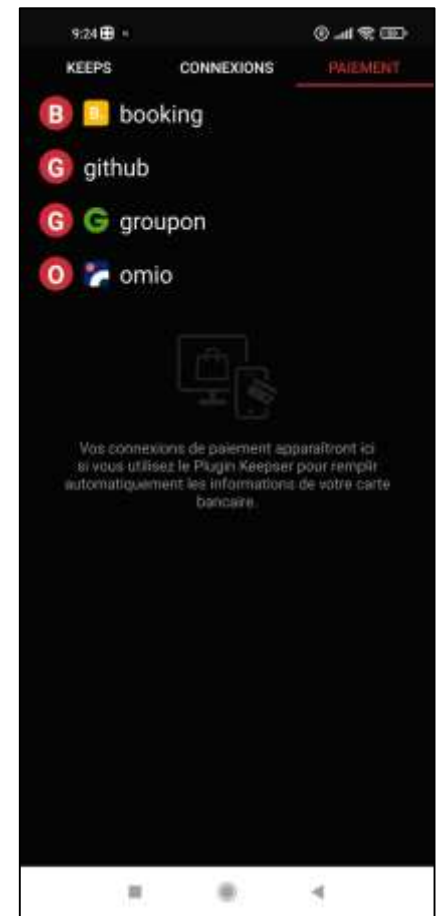 9:24
KEEPS CONNEXIONS PAIEMENT
B B. booking
G github
G G groupon
O omio
Vos connexions de paiement apparaîtront ici
si vous utilisez le Plugin Keepser pour remplir
automatiquement les informations de votre carte
bancaire.